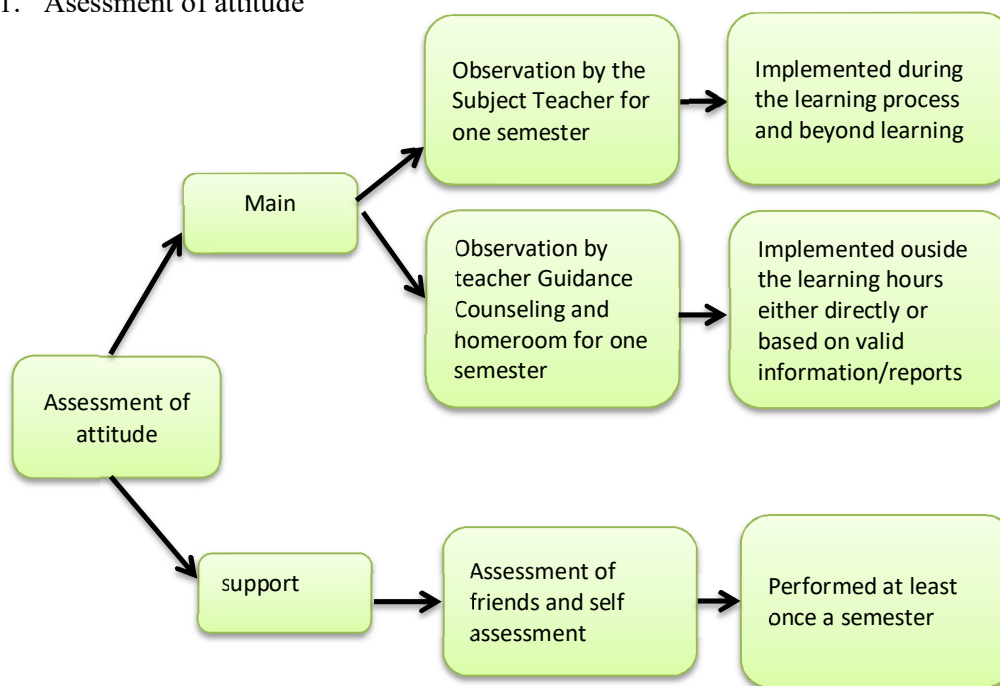 1. Asessment of attitude
Observation by the
Subject Teacher for
one semester
Implemented during
the learning process
and beyond learning
Main
Observation by
teacher Guidance
Counseling and
homeroom for one
semester
Implemented ouside
the learning hours
either directly or
based on valid
information/reports
Assessment of
attitude
support
Assessment of
friends and self
assessment
Performed at least
once a semester